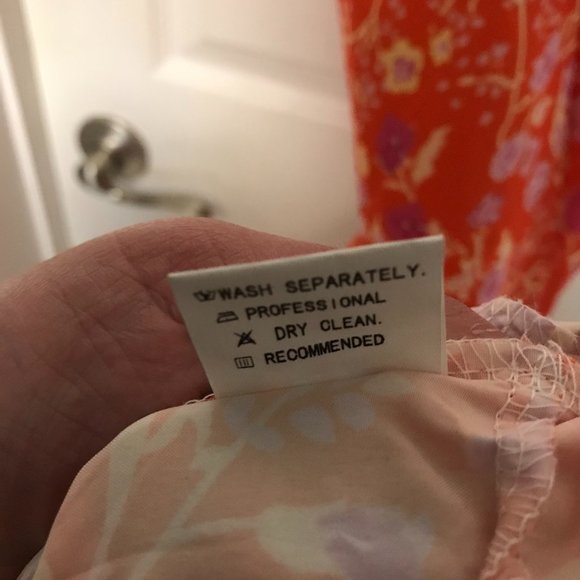 WASH SEPARATELY.
PROFESSIONAL
DRY CLEAN.
RECOMMENDED